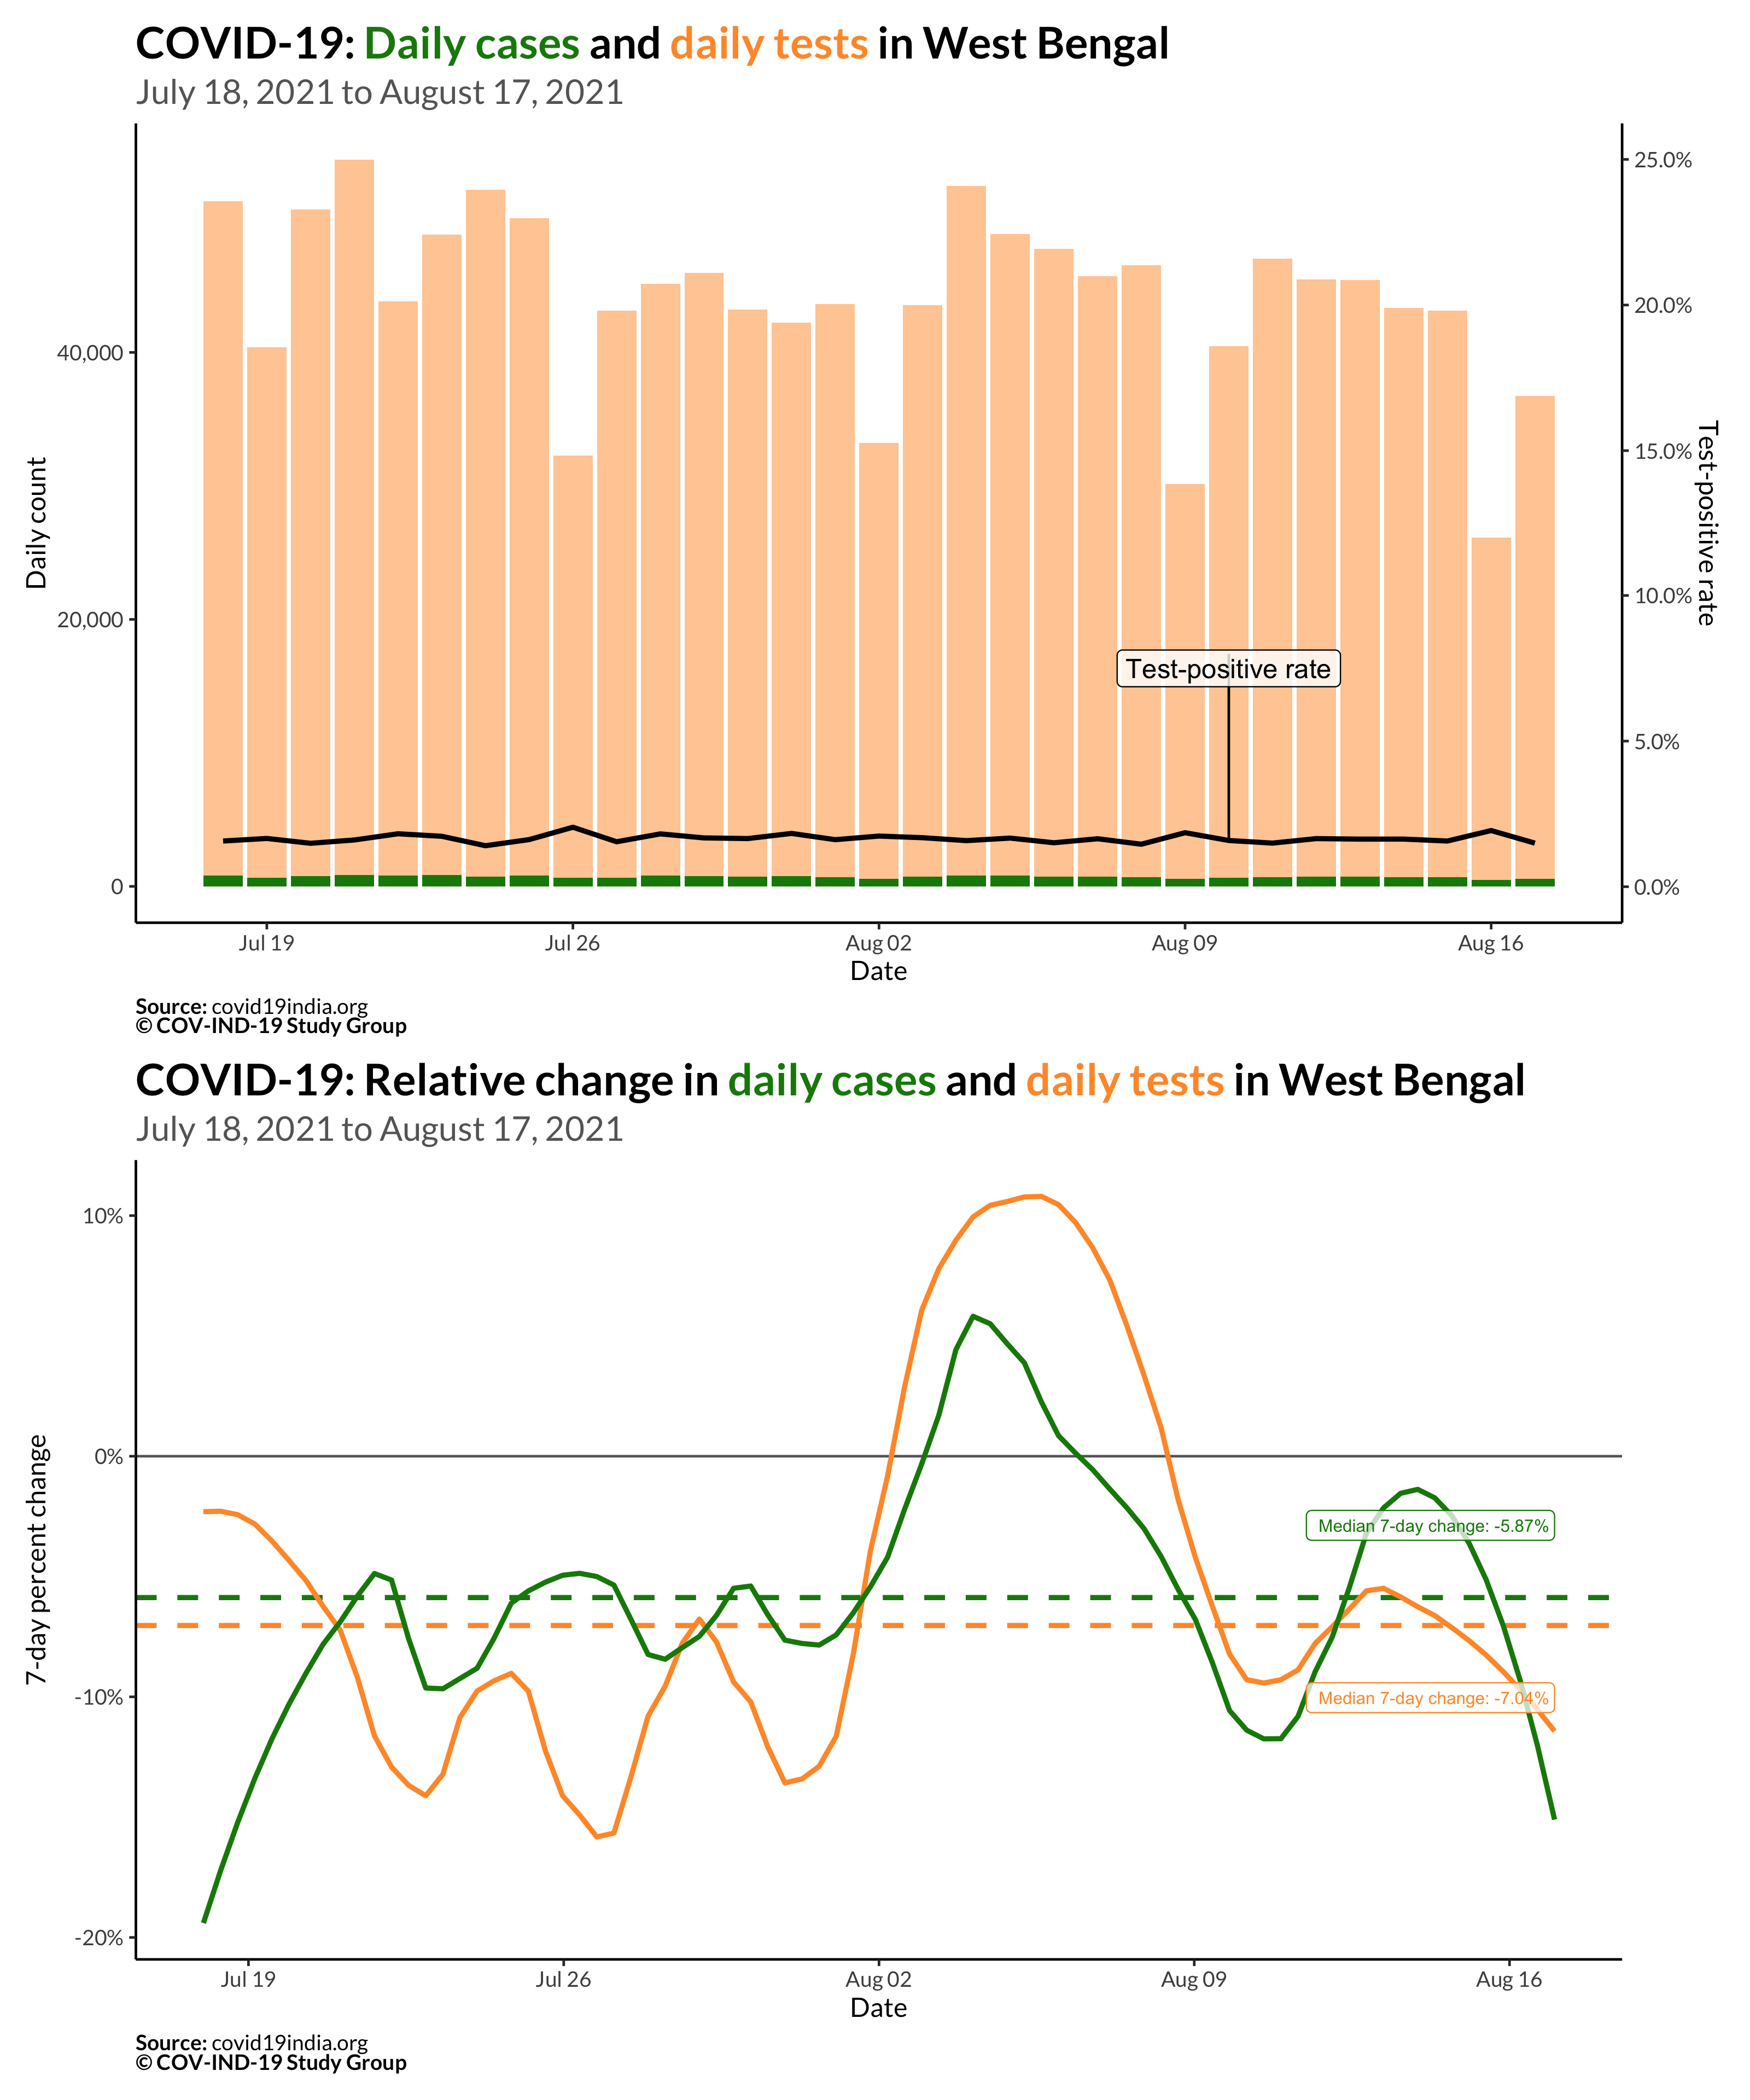 COVID-19: Daily cases and daily tests in West Bengal
July 18, 2021 to August 17, 2021
Daily count
40,000
20,000
0
25.0%
20.0%
15.0%
10.0%
5.0%
0.0%
Test-positive rate
Test-positive rate
Jul 19
Jul 26
Aug 02
Aug 09
Aug 16
Date
Source: covid19india.org
© COV-IND-19 Study Group
COVID-19: Relative change in daily cases and daily tests in West Bengal
July 18, 2021 to August 17, 2021
7-day percent change
10%
0%
-10%
-20%
Median 7-day change: -5.87%
Median 7-day change: -7.04%
Jul 19
Jul 26
Aug 02
Aug 09
Aug 16
Date
Source: covid19india.org
© COV-IND-19 Study Group